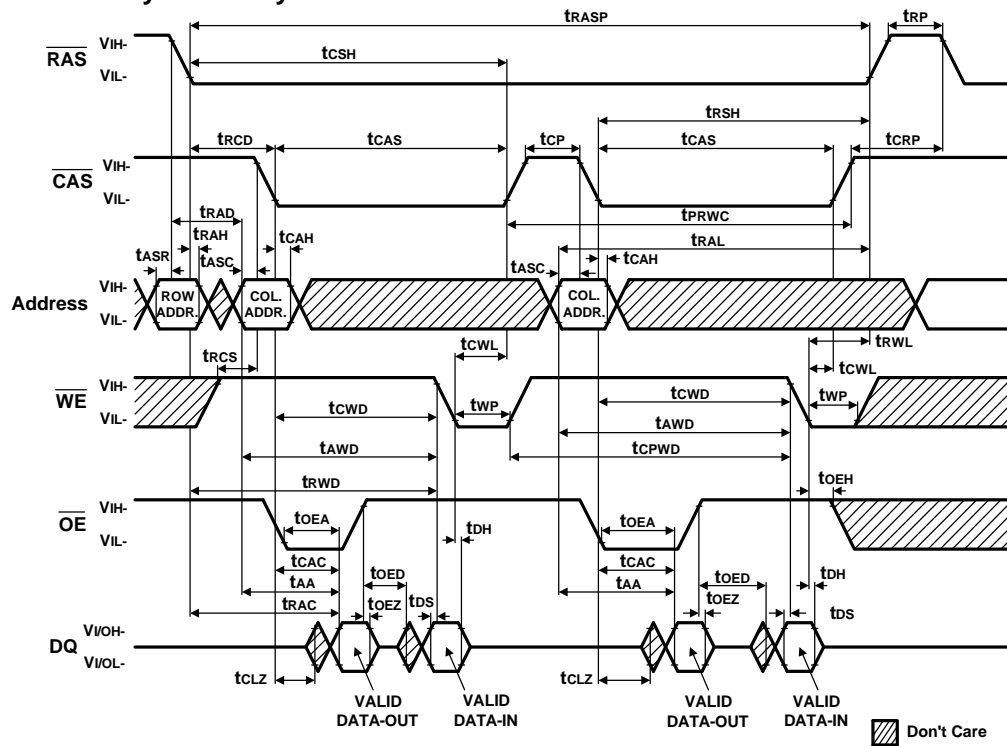 tRASP tRP
VIH-
RAS
VIL-
tCSH
tRSH
tRCD tCAS tCP tCAS tCRP
VIH-
CAS
VIL-
tPRWC
tRAD
tRAL
tRAH
tCAH
tASR tASC
tASC tCAH
VIH-
Address
VIL-
ROW
ADDR.
COL.
ADDR.
COL.
ADDR.
tRWL
tRCS
tCWL
tCWL
VIH-
WE
VIL-
tWP
tWP
tCWD
tCWD
tAWD
tAWD
tCPWD
tRWD
tOEH
VIH-
OE
VIL-
tOEA
tOEA
tDH
tCAC
tCAC
tAA
tOED
tAA
tOED
tDH
tRAC
tOEZ
tDS
tOEZ
tDS
VI/OH-
DQ
VI/OL-
tCLZ
tCLZ
VALID
DATA-OUT
VALID
DATA-IN
VALID
DATA-OUT
VALID
DATA-IN
Don't Care